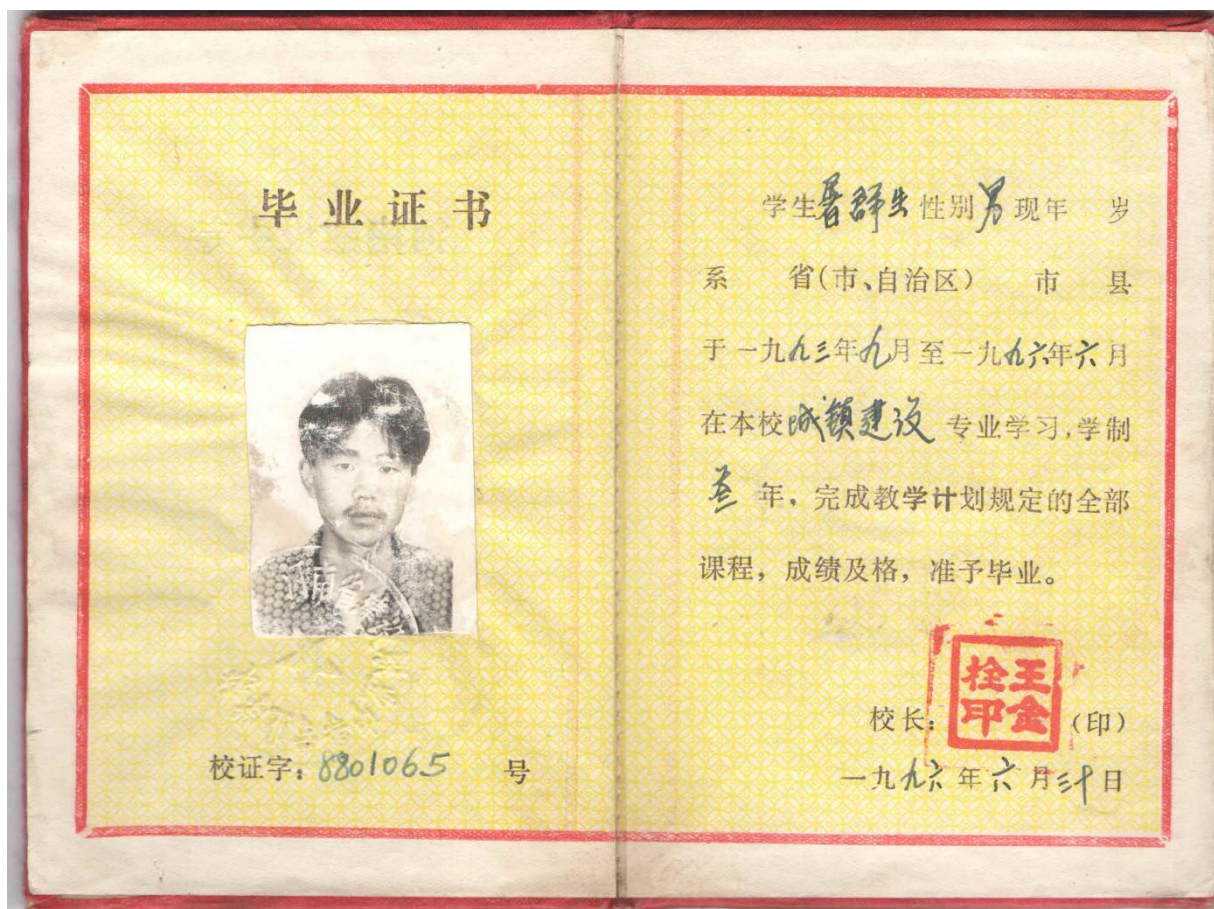 毕业证书
校证字：8801065 号
学生 群生 性别男现年 岁
系 省(市、自治区) 市 县
于一九九三年九月至一九九六年六月
在本校城镇建设 专业学习，学制
叁 年，完成教学计划规定的全部
课程，成绩及格，准予毕业。
王金栓印
校长： (印)
一九九六年六月三十日